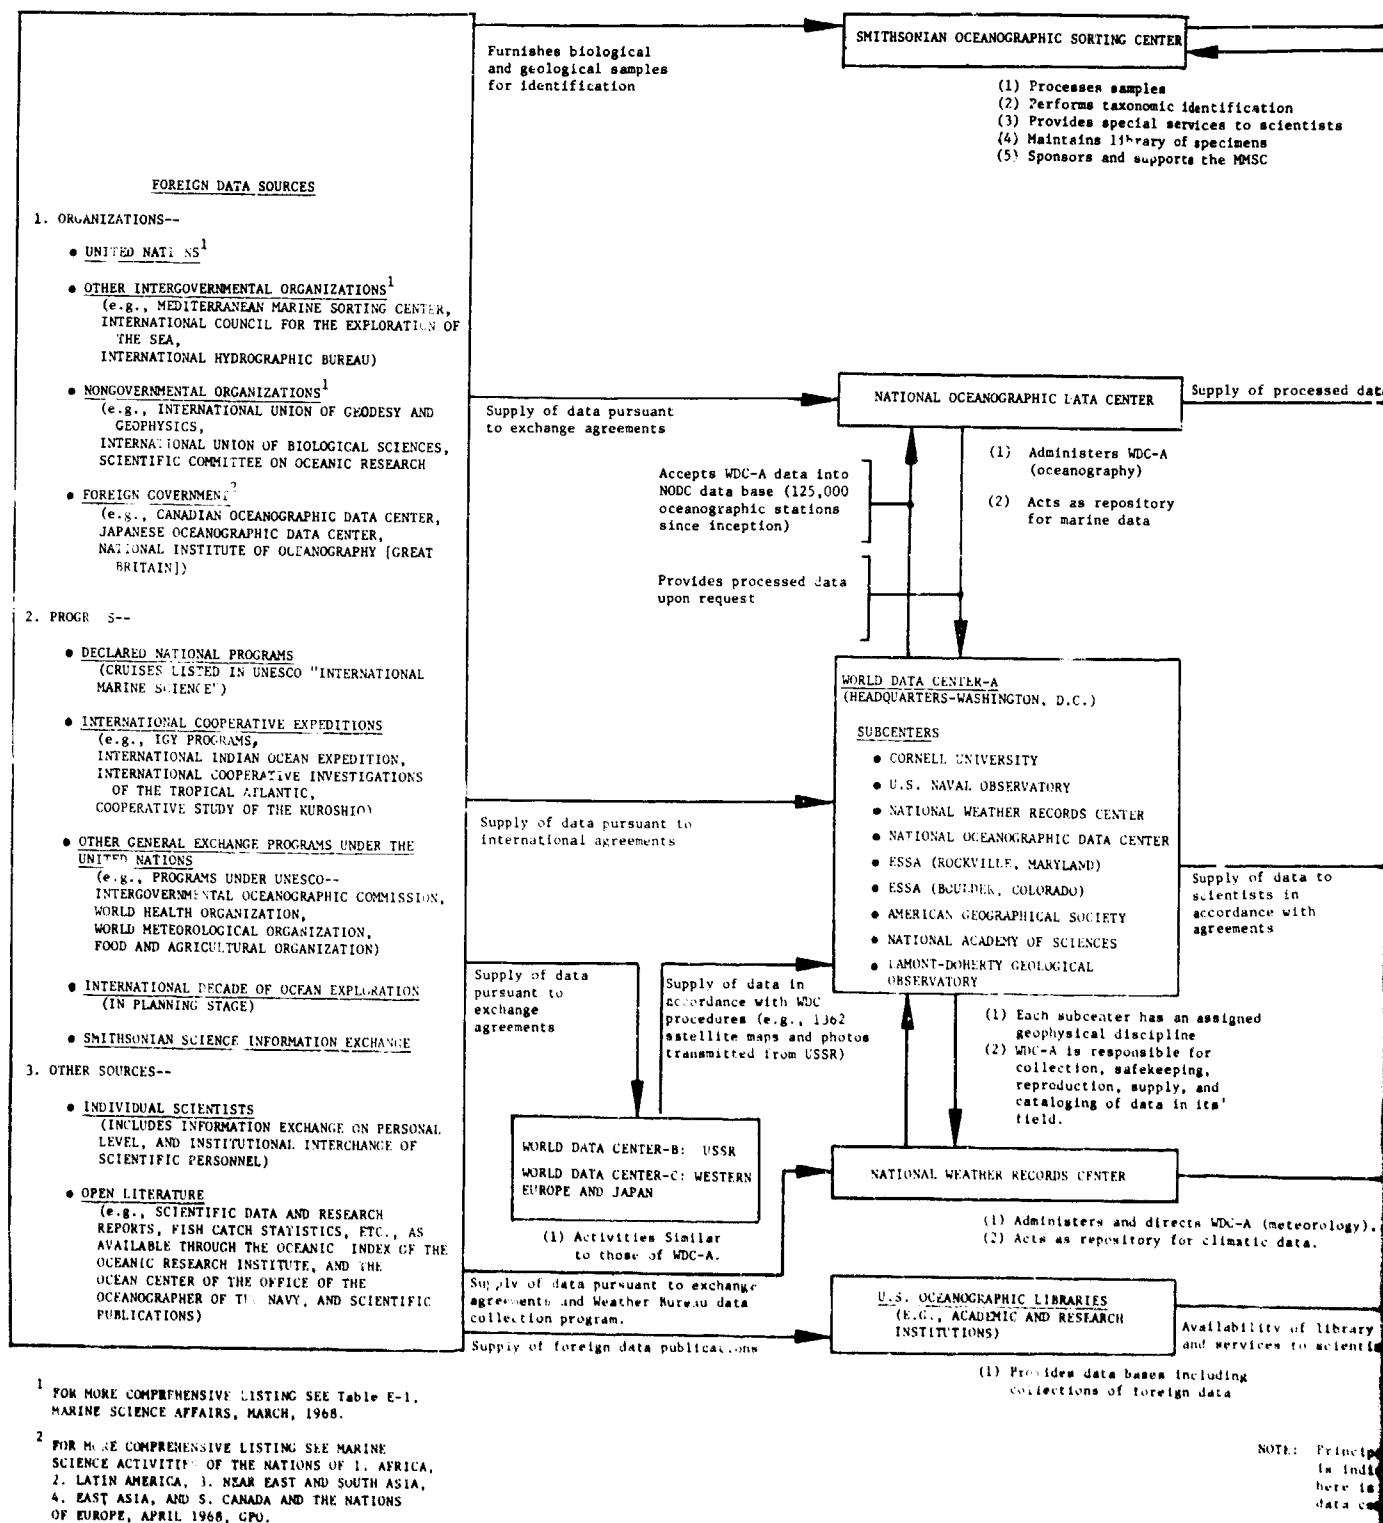 FOREIGN DATA SOURCES
1. ORGANIZATIONS--
• UNITED NATI NS1
• OTHER INTERGOVERNMENTAL ORGANIZATIONS1
(e.g., MEDITERRANEAN MARINE SORTING CENTER,
INTERNATIONAL COUNCIL FOR THE EXPLORATION OF
THE SEA,
INTERNATIONAL HYDROGRAPHIC BUREAU)
• NONGOVERNMENTAL ORGANIZATIONS1
(e.g., INTERNATIONAL UNION OF GEODESY AND
GEOPHYSICS,
INTERNATIONAL UNION OF BIOLOGICAL SCIENCES,
SCIENTIFIC COMMITTEE ON OCEANIC RESEARCH
• FOREIGN GOVERNMENT2
(e.g., CANADIAN OCEANOGRAPHIC DATA CENTER,
JAPANESE OCEANOGRAPHIC DATA CENTER,
NATIONAL INSTITUTE OF OCEANOGRAPHY [GREAT
BRITAIN])
2. PROGR S--
• DECLARED NATIONAL PROGRAMS
(CRUISES LISTED IN UNESCO "INTERNATIONAL
MARINE SCIENCE")
• INTERNATIONAL COOPERATIVE EXPEDITIONS
(e.g., IGY PROGRAMS,
INTERNATIONAL INDIAN OCEAN EXPEDITION,
INTERNATIONAL COOPERATIVE INVESTIGATIONS
OF THE TROPICAL ATLANTIC,
COOPERATIVE STUDY OF THE KUROSHIO)
• OTHER GENERAL EXCHANGE PROGRAMS UNDER THE
UNITED NATIONS
(e.g., PROGRAMS UNDER UNESCO--
INTERGOVERNMENTAL OCEANOGRAPHIC COMMISSION,
WORLD HEALTH ORGANIZATION,
WORLD METEOROLOGICAL ORGANIZATION,
FOOD AND AGRICULTURAL ORGANIZATION)
• INTERNATIONAL DECADE OF OCEAN EXPLORATION
(IN PLANNING STAGE)
• SMITHSONIAN SCIENCE INFORMATION EXCHANGE
3. OTHER SOURCES--
• INDIVIDUAL SCIENTISTS
(INCLUDES INFORMATION EXCHANGE ON PERSONAL
LEVEL, AND INSTITUTIONAL INTERCHANGE OF
SCIENTIFIC PERSONNEL)
• OPEN LITERATURE
(e.g., SCIENTIFIC DATA AND RESEARCH
REPORTS, FISH CATCH STATISTICS, ETC., AS
AVAILABLE THROUGH THE OCEANIC INDEX OF THE
OCEANIC RESEARCH INSTITUTE, AND THE
OCEAN CENTER OF THE OFFICE OF THE
OCEANOGRAPHER OF THE NAVY, AND SCIENTIFIC
PUBLICATIONS)
1 FOR MORE COMPREHENSIVE LISTING SEE Table E-1,
MARINE SCIENCE AFFAIRS, MARCH, 1968.
2 FOR MORE COMPREHENSIVE LISTING SEE MARINE
SCIENCE ACTIVITIES OF THE NATIONS OF 1. AFRICA,
2. LATIN AMERICA, 3. NEAR EAST AND SOUTH ASIA,
4. EAST ASIA, AND 5. CANADA AND THE NATIONS
OF EUROPE, APRIL 1968, GPO.
Furnishes biological
and geological samples
for identification
SMITHSONIAN OCEANOGRAPHIC SORTING CENTER
(1) Processes samples
(2) Performs taxonomic identification
(3) Provides special services to scientists
(4) Maintains library of specimens
(5) Sponsors and supports the MMSC
Supply of data pursuant
to exchange agreements
NATIONAL OCEANOGRAPHIC DATA CENTER
Supply of processed data
(1) Administers WDC-A
(oceanography)
(2) Acts as repository
for marine data
Accepts WDC-A data into
NODC data base (125,000
oceanographic stations
since inception)
Provides processed data
upon request
Supply of data pursuant to
international agreements
WORLD DATA CENTER-A
(HEADQUARTERS-WASHINGTON, D.C.)
SUBCENTERS
• CORNELL UNIVERSITY
• U.S. NAVAL OBSERVATORY
• NATIONAL WEATHER RECORDS CENTER
• NATIONAL OCEANOGRAPHIC DATA CENTER
• ESSA (ROCKVILLE, MARYLAND)
• ESSA (BOULDER, COLORADO)
• AMERICAN GEOGRAPHICAL SOCIETY
• NATIONAL ACADEMY OF SCIENCES
• LAMONT-DOHERTY GEOLOGICAL
OBSERVATORY
Supply of data to
scientists in
accordance with
agreements
(1) Each subcenter has an assigned
geophysical discipline
(2) WDC-A is responsible for
collection, safekeeping,
reproduction, supply, and
cataloging of data in its'
field.
Supply of data
pursuant to
exchange
agreements
Supply of data in
accordance with WDC
procedures (e.g., 1362
satellite maps and photos
transmitted from USSR)
WORLD DATA CENTER-B: USSR
WORLD DATA CENTER-C: WESTERN
EUROPE AND JAPAN
(1) Activities Similar
to those of WDC-A.
NATIONAL WEATHER RECORDS CENTER
(1) Administers and directs WDC-A (meteorology).
(2) Acts as repository for climatic data.
Supply of data pursuant to exchange
agreements and Weather Bureau data
collection program.
U.S. OCEANOGRAPHIC LIBRARIES
(E.G., ACADEMIC AND RESEARCH
INSTITUTIONS)
Supply of foreign data publications
(1) Provides data bases including
collections of foreign data
Availability of library
and services to scienti
NOTE: Princip
is indi
here is
data c